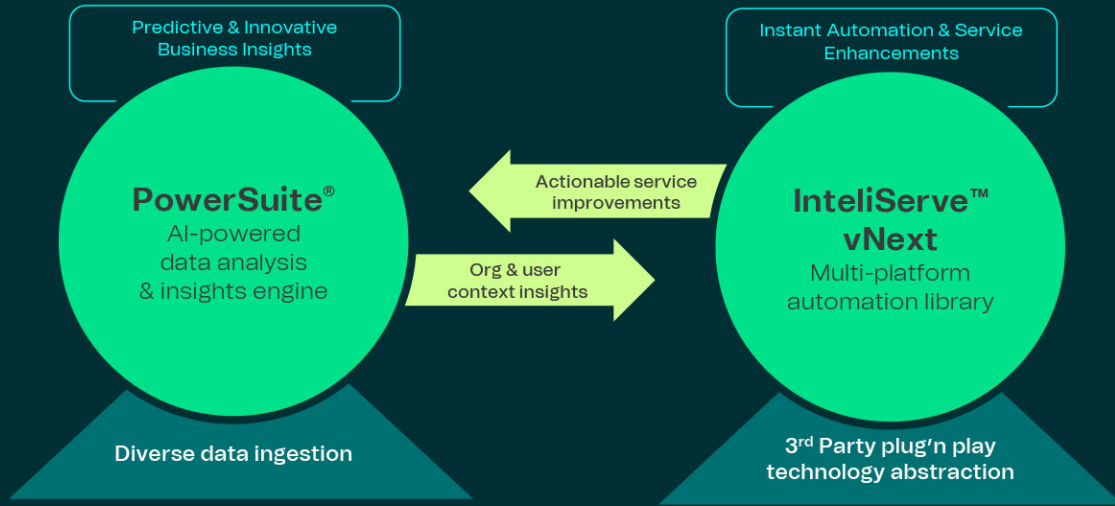 Predictive & Innovative
Business Insights
PowerSuite®
AI-powered
data analysis
& insights engine
Diverse data ingestion
Actionable service
improvements
Org & user
context insights
Instant Automation & Service
Enhancements
InteliServe™
vNext
Multi-platform
automation library
3rd Party plug’n play
technology abstraction